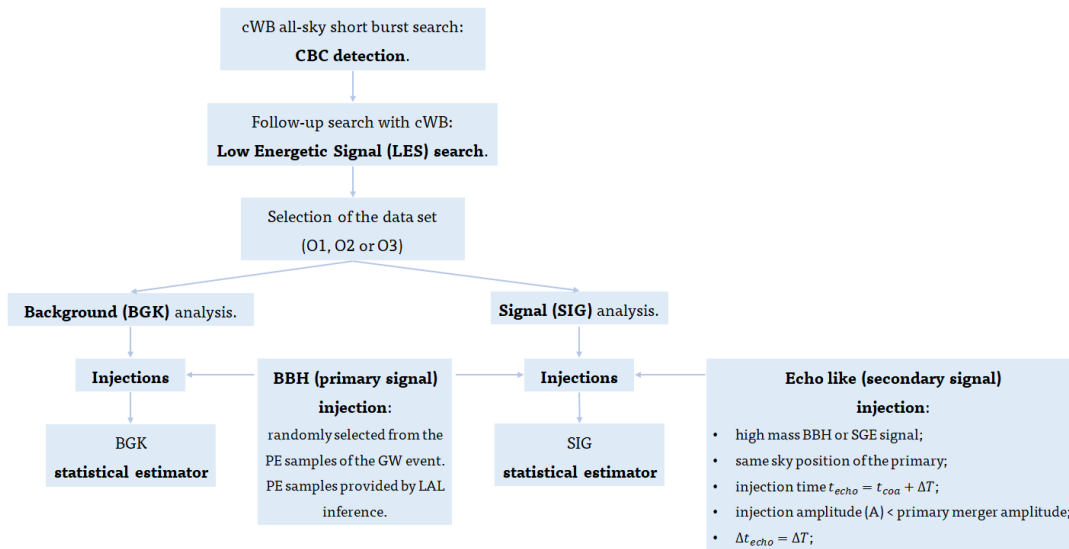 cWB all-sky short burst search:
CBC detection.
Follow-up search with cWB:
Low Energetic Signal (LES) search.
Selection of the data set
(O1, O2 or O3)
Background (BGK) analysis.
Signal (SIG) analysis.
Injections
BBH (primary signal)
injection:
randomly selected from the
PE samples of the GW event.
PE samples provided by LAL
inference.
Injections
Echo like (secondary signal)
injection:
• high mass BBH or SGE signal;
• same sky position of the primary;
• injection time t_echo = t_coa + ΔT;
• injection amplitude (A) < primary merger amplitude;
• Δt_echo = ΔT;
BGK
statistical estimator
SIG
statistical estimator